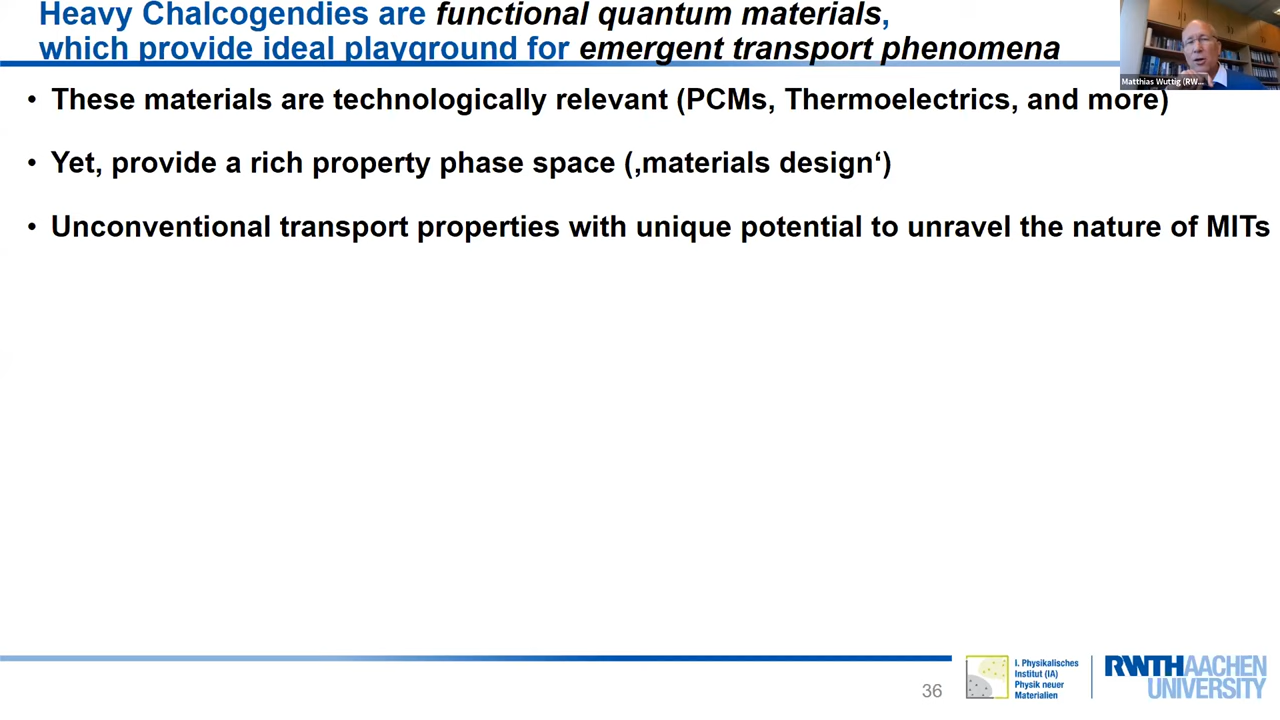 Heavy Chalcogendies are functional quantum materials,
which provide ideal playground for emergent transport phenomena
Matthias Wuttig (RW...
• These materials are technologically relevant (PCMs, Thermoelectrics, and more)
• Yet, provide a rich property phase space (‚materials design‘)
• Unconventional transport properties with unique potential to unravel the nature of MITs
36
I. Physikalisches
Institut (IA)
Physik neuer
Materialien
RWTHAACHEN
UNIVERSITY